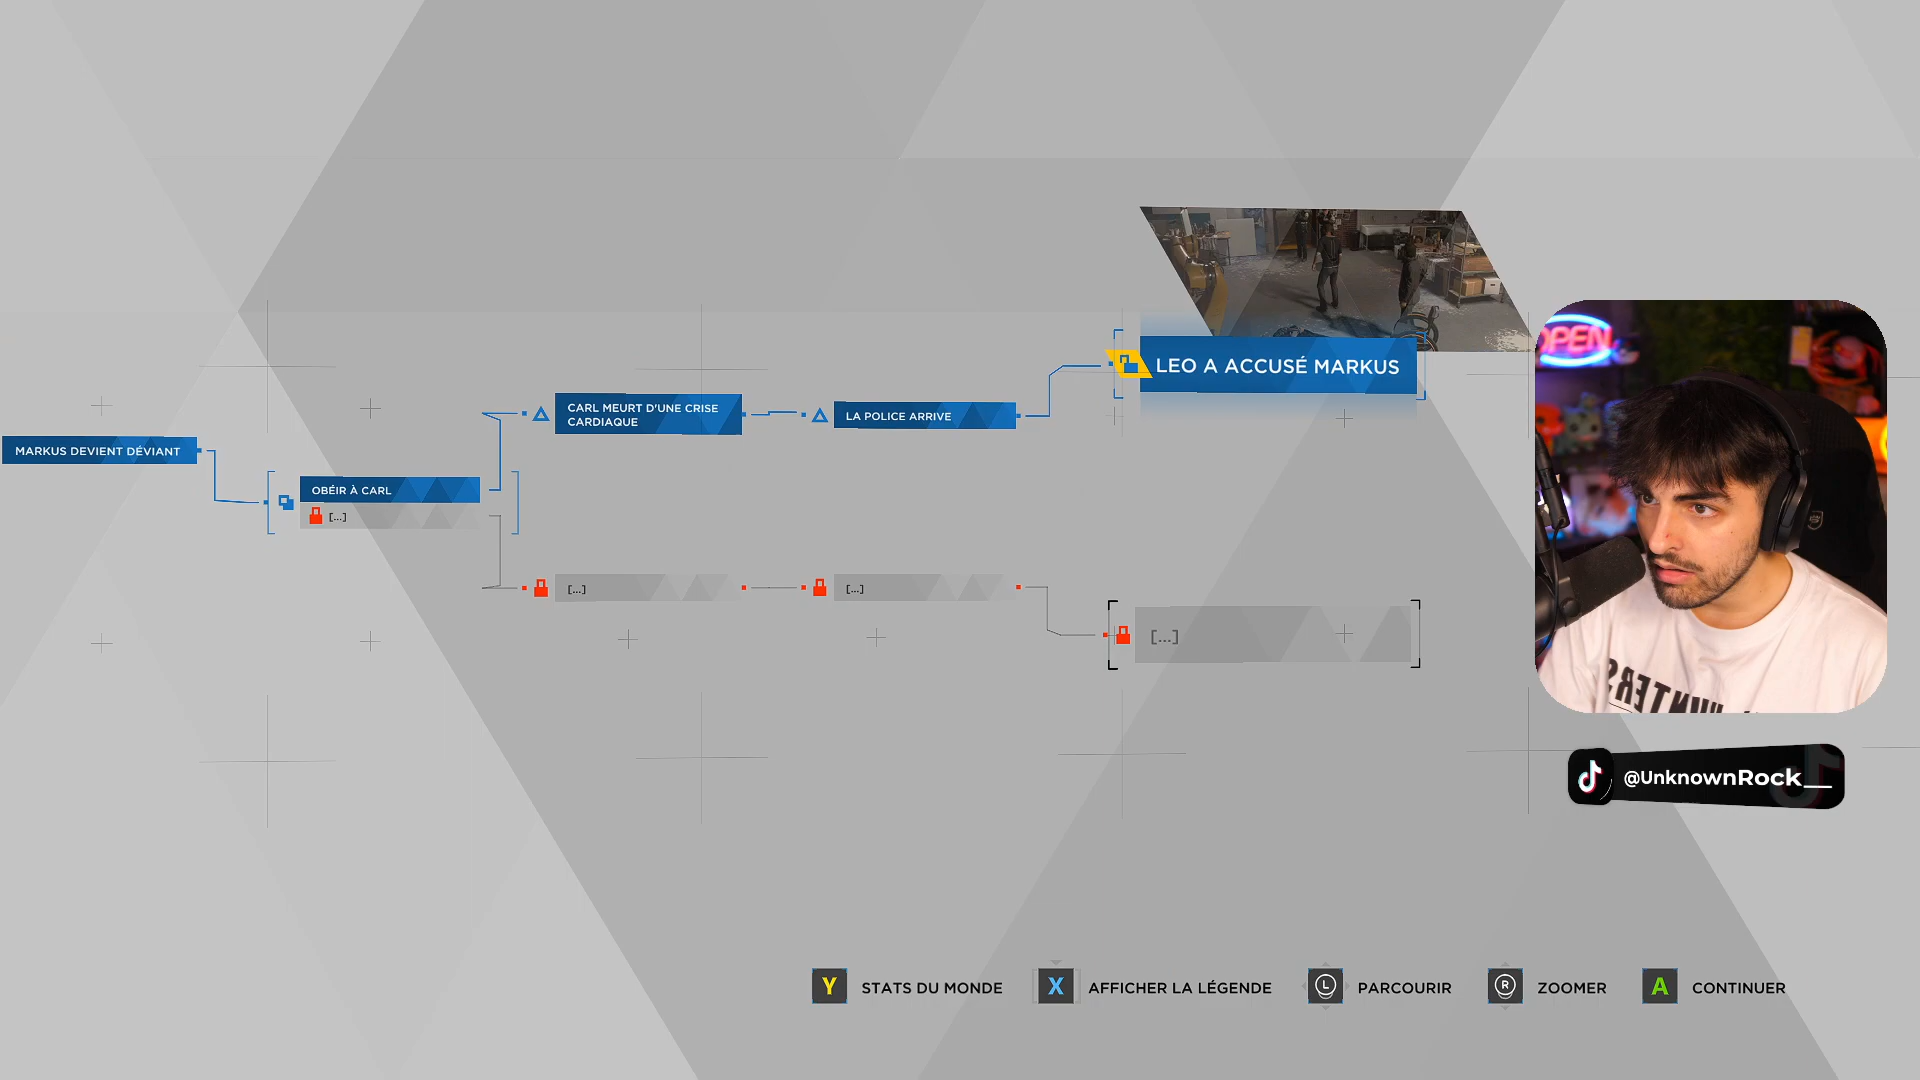 LEO A ACCUSÉ MARKUS
CARL MEURT D'UNE CRISE
CARDIAQUE
LA POLICE ARRIVE
MARKUS DEVIENT DÉVIANT
OBÉIR À CARL
[...]
[...]
[...]
[...]
OPEN
@UnknownRock__
STATS DU MONDE
AFFICHER LA LÉGENDE
PARCOURIR
ZOOMER
CONTINUER
Y
X
L
R
A